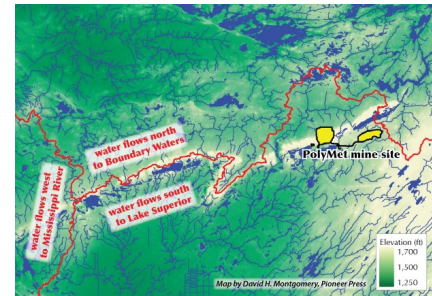 water flows north
to Boundary Waters
PolyMet mine site
water flows west
to Mississippi River
water flows south
to Lake Superior
Elevation (ft)
1,700
1,500
1,250
Map by David H. Montgomery, Pioneer Press